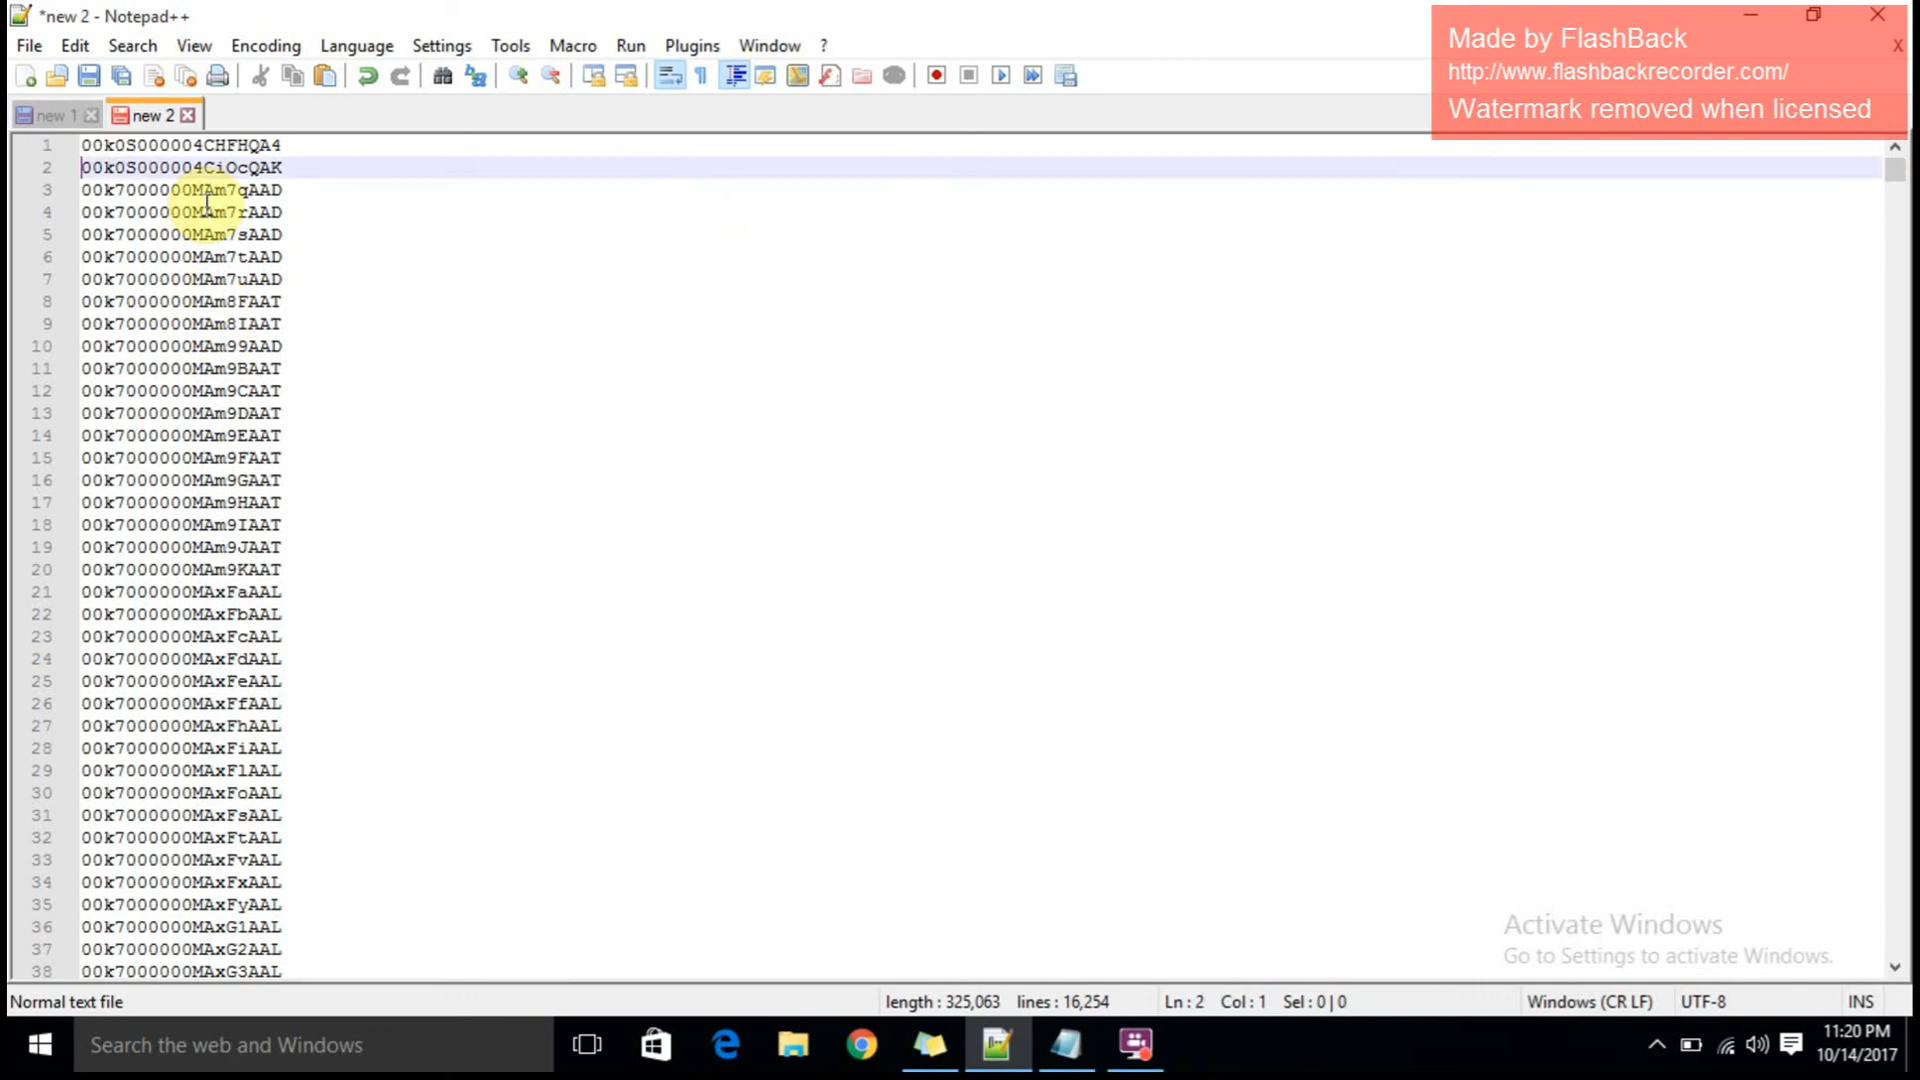 *new 2 - Notepad++
Made by FlashBack
http://www.flashbackrecorder.com/
Watermark removed when licensed
X
File Edit Search View Encoding Language Settings Tools Macro Run Plugins Window ?
new 1 new 2
1 00k0S000004CHFHQA4
2 00k0S000004CiOcQAK
3 00k7000000MAm7qAAD
4 00k7000000MAm7rAAD
5 00k7000000MAm7sAAD
6 00k7000000MAm7tAAD
7 00k7000000MAm7uAAD
8 00k7000000MAm8FAAT
9 00k7000000MAm8IAAT
10 00k7000000MAm99AAD
11 00k7000000MAm9BAAT
12 00k7000000MAm9CAAT
13 00k7000000MAm9DAAT
14 00k7000000MAm9EAAT
15 00k7000000MAm9FAAT
16 00k7000000MAm9GAAT
17 00k7000000MAm9HAAT
18 00k7000000MAm9IAAT
19 00k7000000MAm9JAAT
20 00k7000000MAm9KAAT
21 00k7000000MAxFaAAL
22 00k7000000MAxFbAAL
23 00k7000000MAxFcAAL
24 00k7000000MAxFdAAL
25 00k7000000MAxFeAAL
26 00k7000000MAxFfAAL
27 00k7000000MAxFhAAL
28 00k7000000MAxFiAAL
29 00k7000000MAxFlAAL
30 00k7000000MAxFoAAL
31 00k7000000MAxFsAAL
32 00k7000000MAxFtAAL
33 00k7000000MAxFvAAL
34 00k7000000MAxFxAAL
35 00k7000000MAxFyAAL
36 00k7000000MAxG1AAL
37 00k7000000MAxG2AAL
38 00k7000000MAxG3AAL
Activate Windows
Go to Settings to activate Windows.
Normal text file length : 325,063 lines : 16,254 Ln : 2 Col : 1 Sel : 0 | 0 Windows (CR LF) UTF-8 INS
Search the web and Windows
11:20 PM
10/14/2017